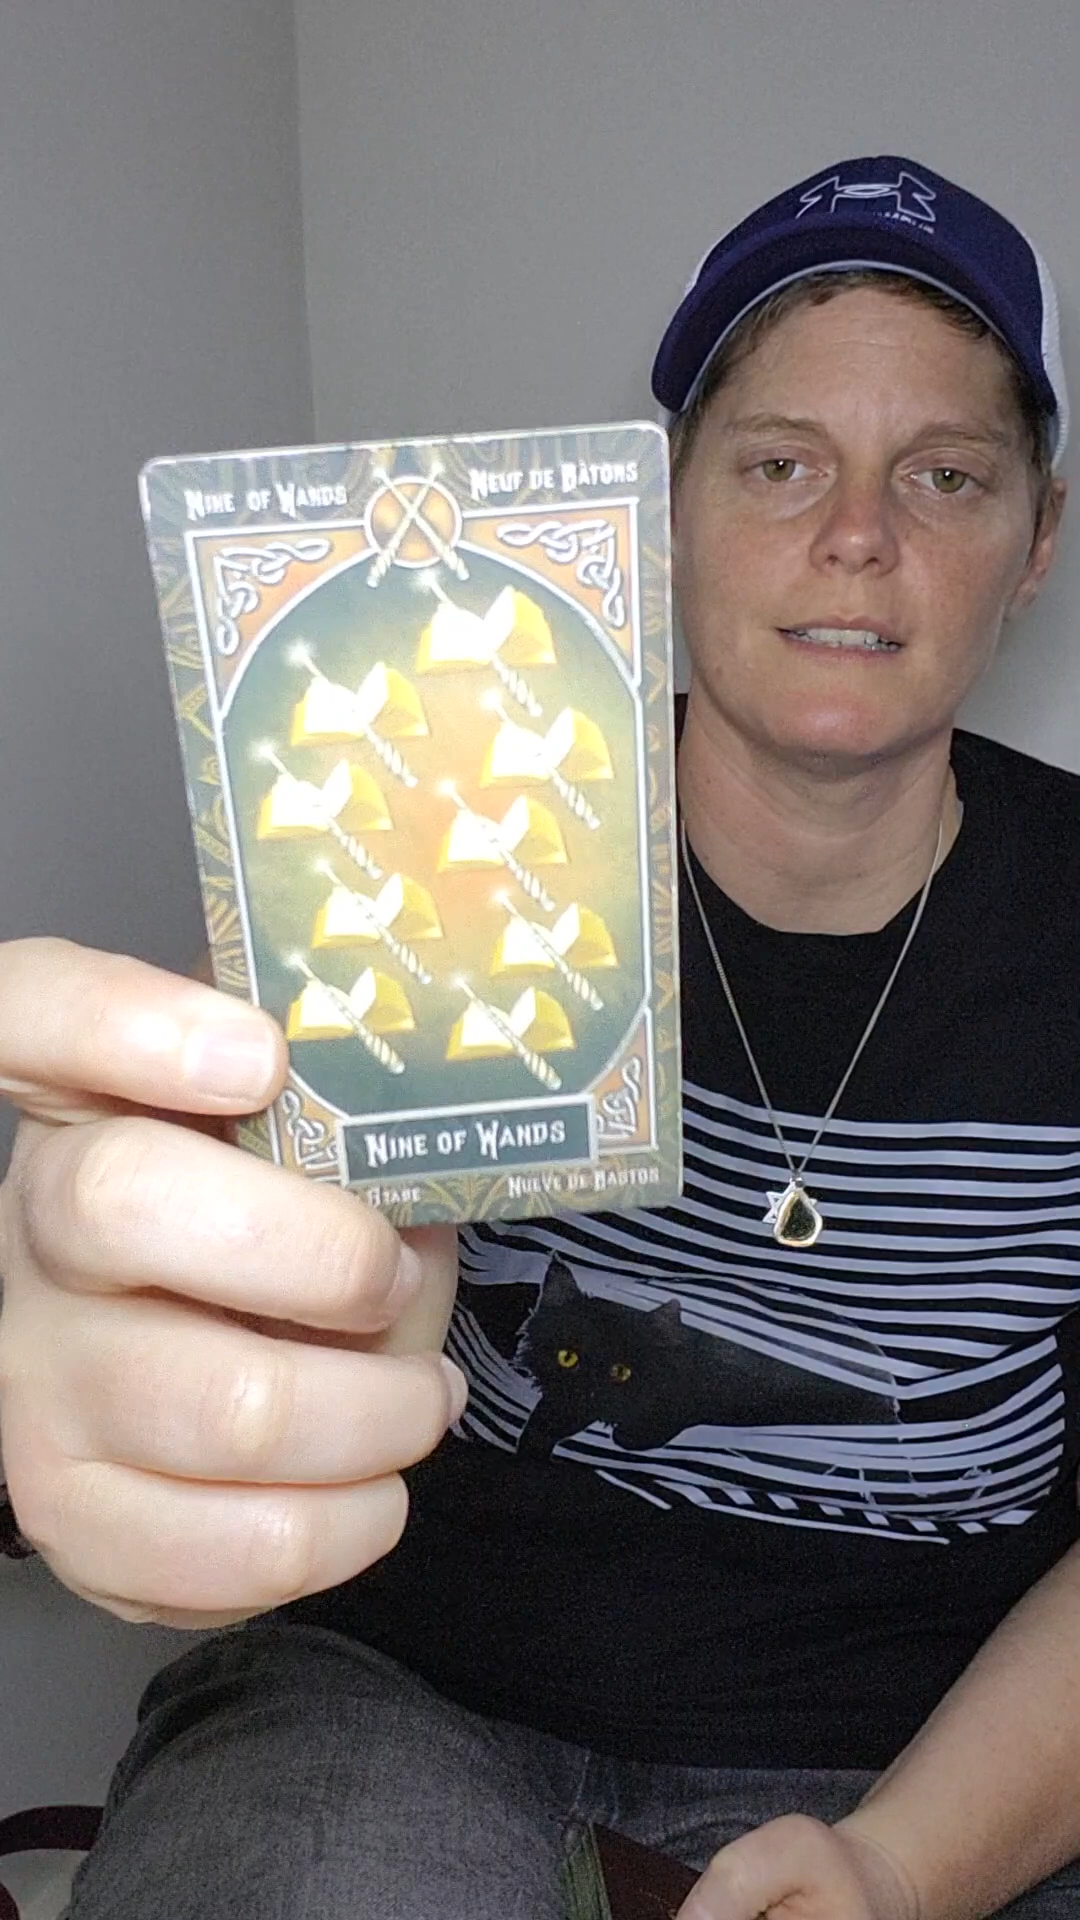 NINE OF WANDS
NEUF DE BÂTONS
NINE OF WANDS
STABE
NUEVE DE BASTOS